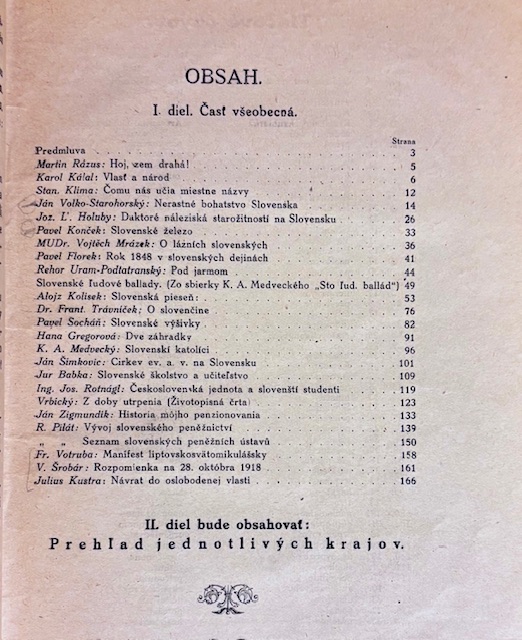 OBSAH.
I. diel. Časť všeobecná.
Strana
Predmluva 3
Martin Rázus: Hoj, zem drahá! 5
Karol Kálal: Vlasť a národ 6
Stan. Klima: Čomu nás učia miestne názvy 12
Ján Volko-Starohorský: Nerastné bohatstvo Slovenska 14
Joz. Ľ. Holuby: Daktoré náleziská starožitností na Slovensku 26
Pavel Konček: Slovenské železo 33
MUDr. Vojtěch Mrázek: O lázních slovenských 36
Pavel Florek: Rok 1848 v slovenských dejinách 41
Rehor Uram-Podtatranský: Pod jarmom 44
Slovenské ľudové ballady. (Zo sbierky K. A. Medveckého „Sto ľud. ballád") 49
Alojz Kolísek: Slovenská pieseň: 53
Dr. Frant. Trávníček: O slovenčine 76
Pavel Socháň: Slovenské výšivky 82
Hana Gregorová: Dve záhradky 91
K. A. Medvecký: Slovenskí katolíci 96
Ján Šimkovic: Cirkev ev. a. v. na Slovensku 101
Jur Babka: Slovenské školstvo a učiteľstvo 109
Ing. Jos. Rotnágl: Československá jednota a slovenští studenti 119
Vrbický: Z doby utrpenia (Životopisná črta) 123
Ján Zigmundík: Historia môjho penzionovania 133
R. Pilát: Vývoj slovenského peněžnictví 139
„ „ Seznam slovenských peněžních ústavů 150
Fr. Votruba: Manifest liptovskosvätomikulášsky 158
V. Šrobár: Rozpomienka na 28. októbra 1918 161
Julius Kustra: Návrat do oslobodenej vlasti 166
II. diel bude obsahovať:
Prehľad jednotlivých krajov.